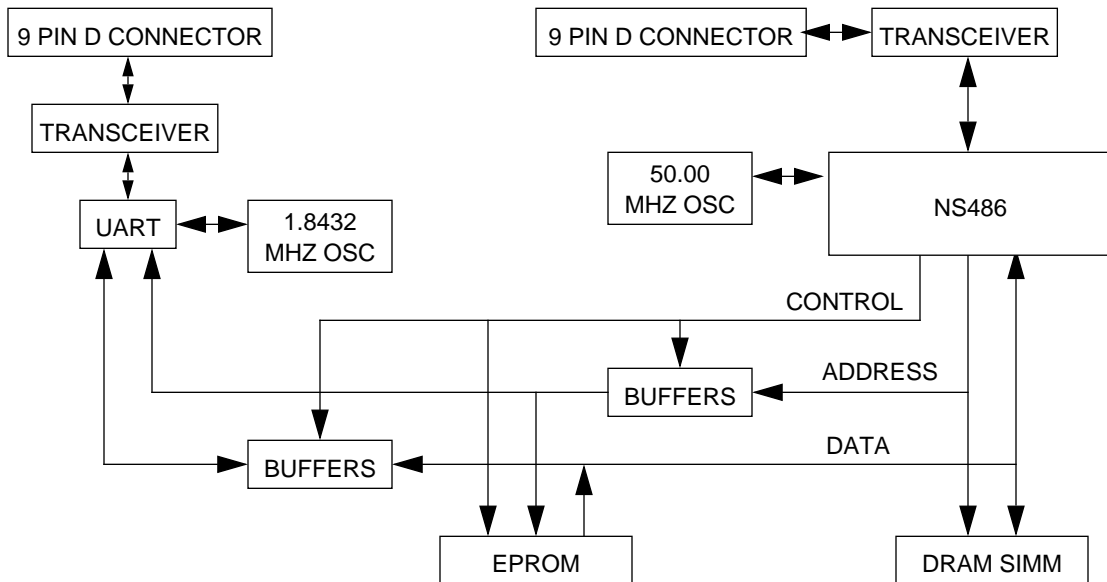 9 PIN D CONNECTOR
9 PIN D CONNECTOR
TRANSCEIVER
TRANSCEIVER
50.00
MHZ OSC
NS486
UART
1.8432
MHZ OSC
CONTROL
ADDRESS
BUFFERS
DATA
BUFFERS
EPROM
DRAM SIMM